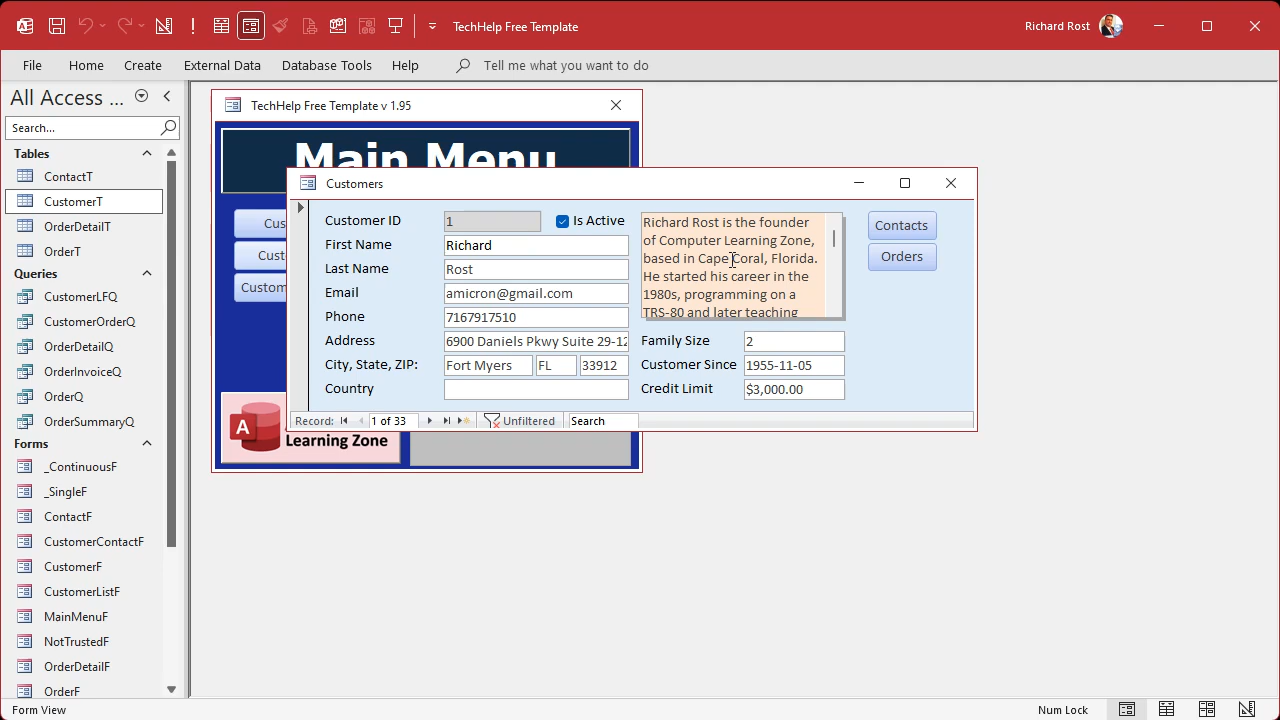 TechHelp Free Template
Richard Rost
File Home Create External Data Database Tools Help Tell me what you want to do
All Access ...
Search...
Tables
ContactT
CustomerT
OrderDetailT
OrderT
Queries
CustomerLFQ
CustomerOrderQ
OrderDetailQ
OrderInvoiceQ
OrderQ
OrderSummaryQ
Forms
_ContinuousF
_SingleF
ContactF
CustomerContactF
CustomerF
CustomerListF
MainMenuF
NotTrustedF
OrderDetailF
OrderF
TechHelp Free Template v 1.95
Main Menu
Cus
Cust
Custom
A
Learning Zone
Customers
Customer ID 1 Is Active
First Name Richard
Last Name Rost
Email amicron@gmail.com
Phone 7167917510
Address 6900 Daniels Pkwy Suite 29-12
City, State, ZIP: Fort Myers FL 33912
Country
Richard Rost is the founder
of Computer Learning Zone,
based in Cape Coral, Florida.
He started his career in the
1980s, programming on a
TRS-80 and later teaching
Family Size 2
Customer Since 1955-11-05
Credit Limit $3,000.00
Contacts
Orders
Record: 1 of 33 Unfiltered Search
Form View
Num Lock